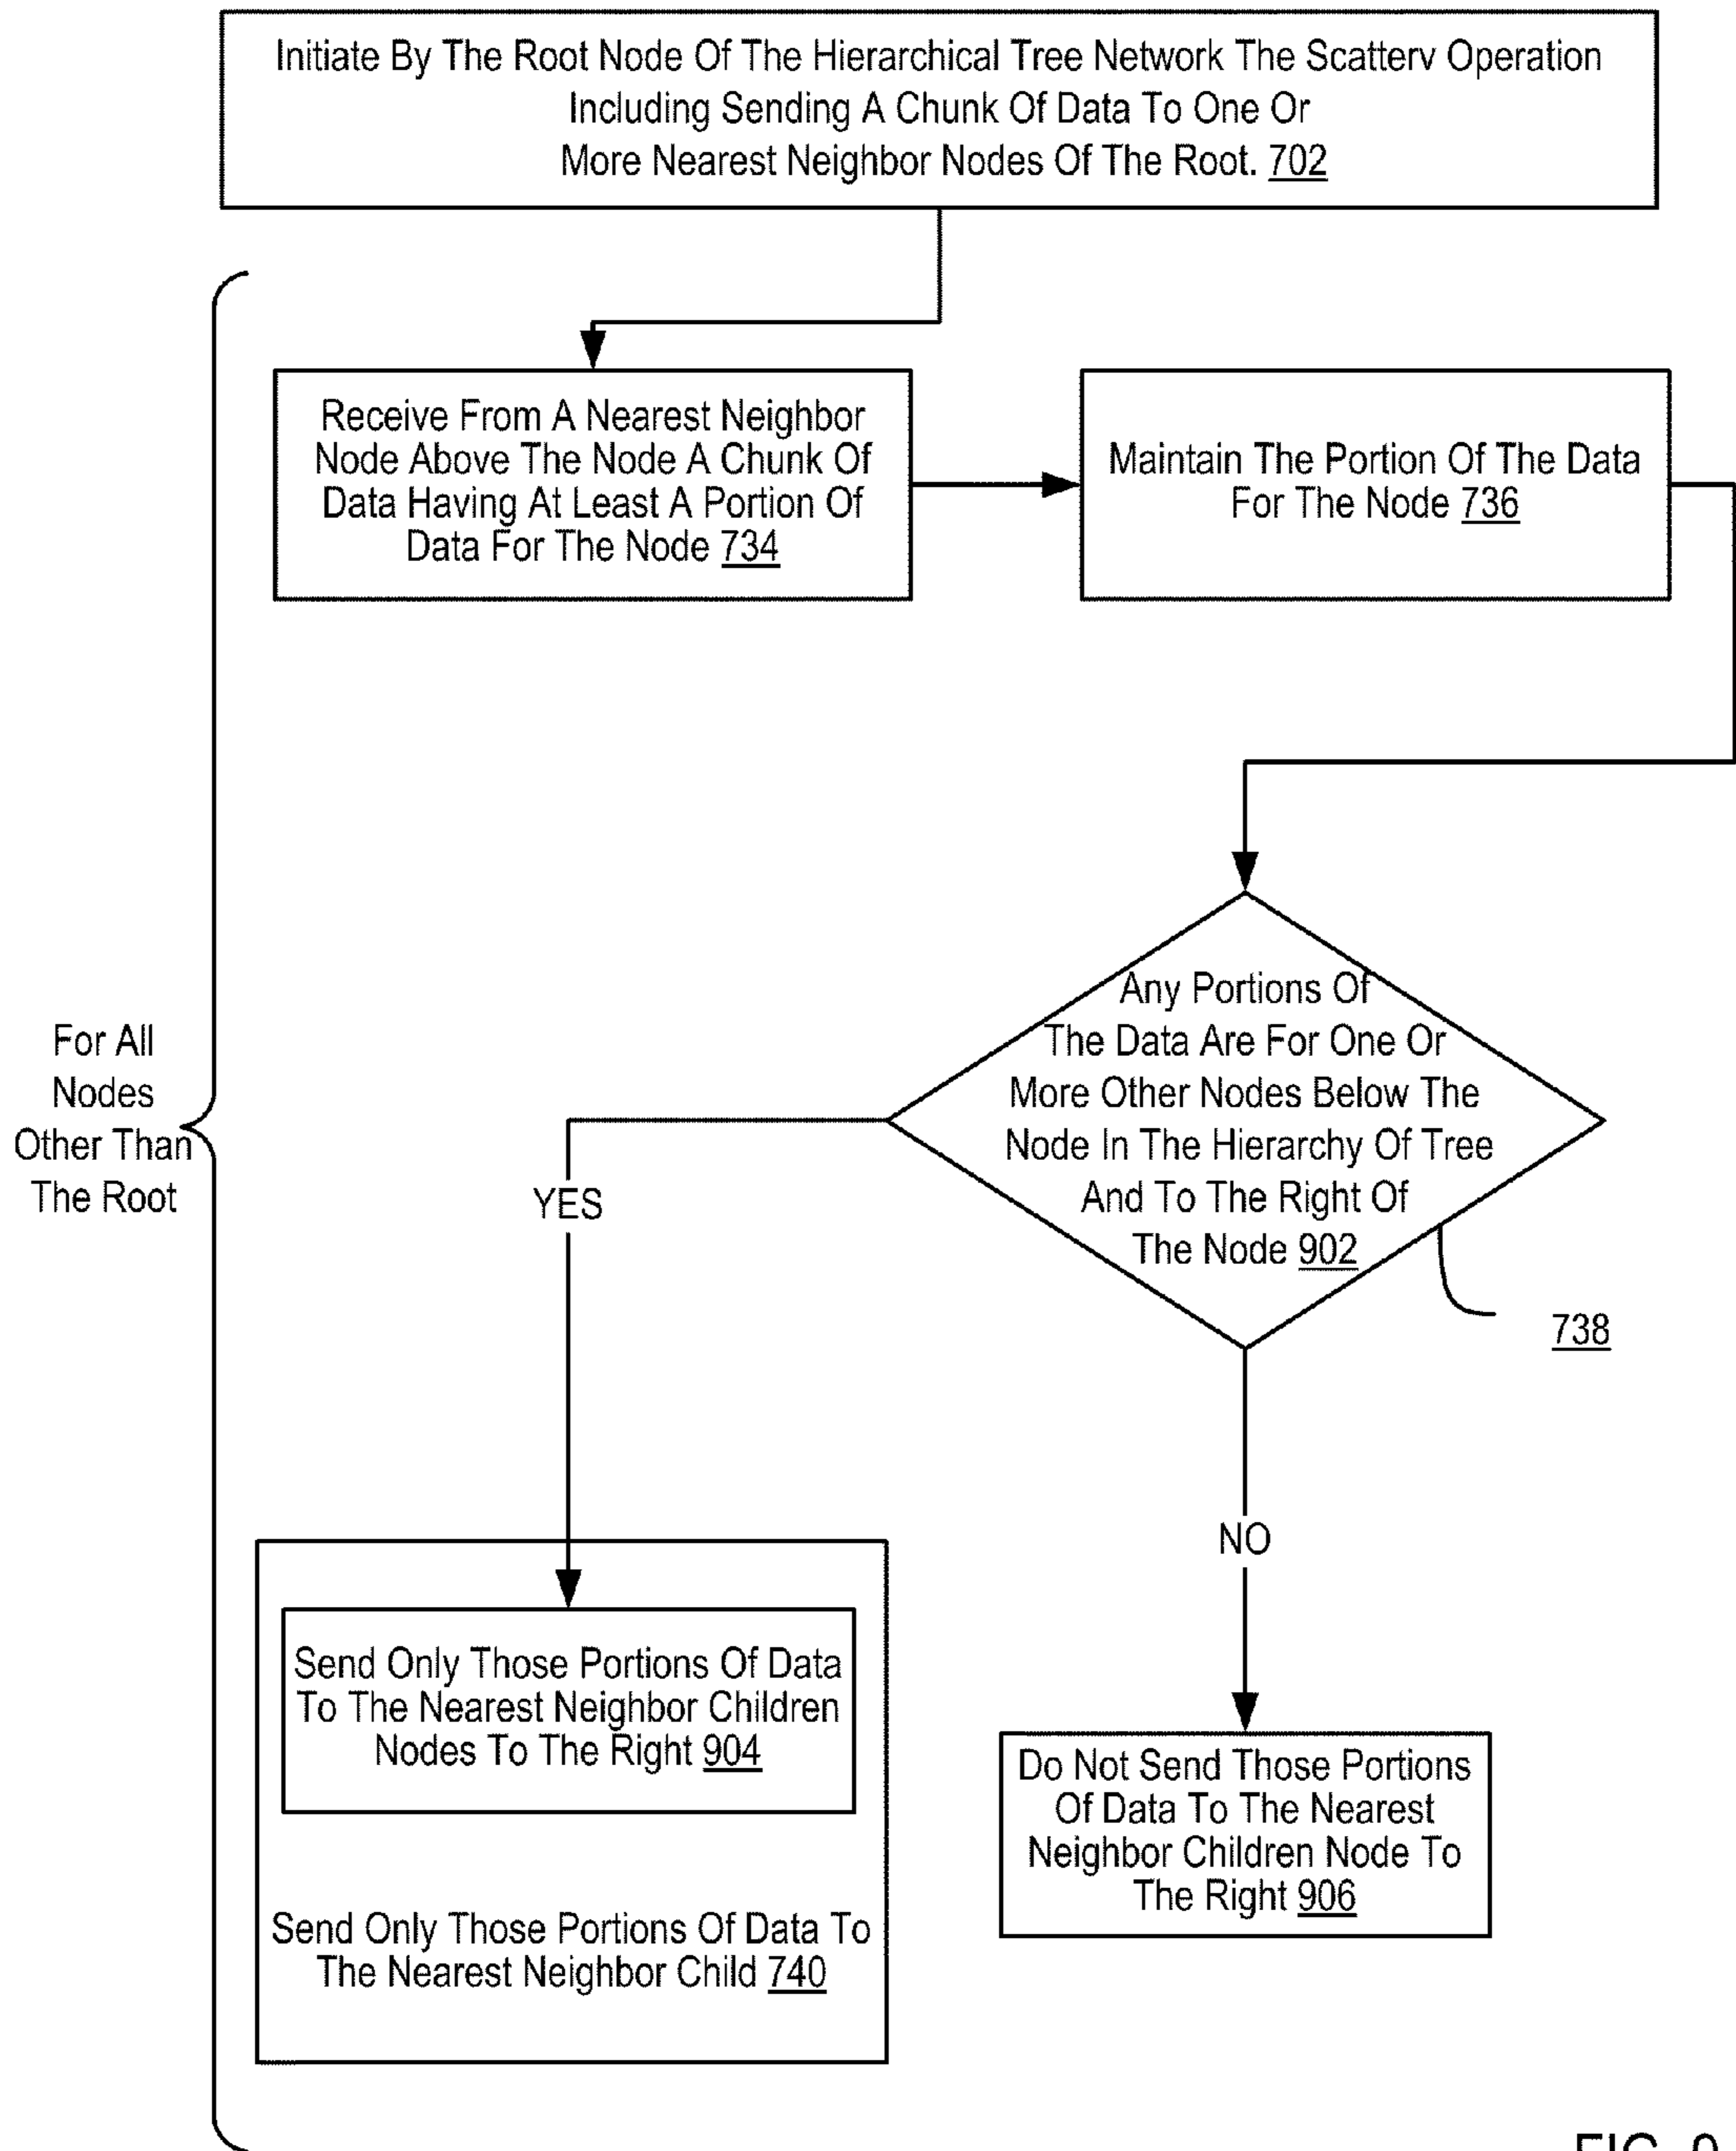 Initiate By The Root Node Of The Hierarchical Tree Network The Scatterv Operation
Including Sending A Chunk Of Data To One Or
More Nearest Neighbor Nodes Of The Root. 702
Receive From A Nearest Neighbor
Node Above The Node A Chunk Of
Data Having At Least A Portion Of
Data For The Node 734
Maintain The Portion Of The Data
For The Node 736
For All
Nodes
Other Than
The Root
Any Portions Of
The Data Are For One Or
More Other Nodes Below The
Node In The Hierarchy Of Tree
And To The Right Of
The Node 902
738
YES
NO
Send Only Those Portions Of Data
To The Nearest Neighbor Children
Nodes To The Right 904
Send Only Those Portions Of Data To
The Nearest Neighbor Child 740
Do Not Send Those Portions
Of Data To The Nearest
Neighbor Children Node To
The Right 906
FIG. 9